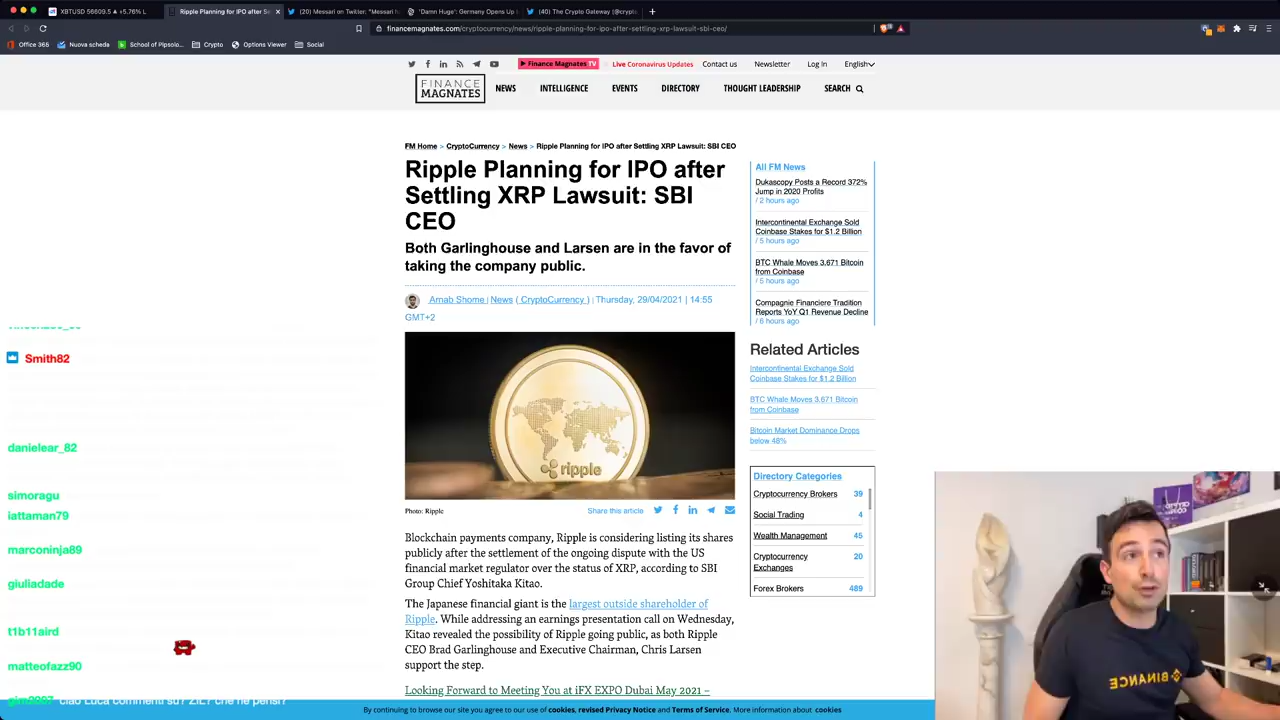 XBTUSD 56609.5 ▲ +5.76% L
Ripple Planning for IPO after S
(20) Messari on Twitter: "Messari h
"Damn Huge": Germany Opens Up
(40) The Crypto Gateway (@crypto
financemagnates.com/cryptocurrency/news/ripple-planning-for-ipo-after-settling-xrp-lawsuit-sbi-ceo/
Office 365
Nuova scheda
School of Pipsolo...
Crypto
Options Viewer
Social
Finance Magnates TV
Live Coronavirus Updates
Contact us
Newsletter
Log In
English
FINANCE
MAGNATES
NEWS
INTELLIGENCE
EVENTS
DIRECTORY
THOUGHT LEADERSHIP
SEARCH
FM Home > CryptoCurrency > News > Ripple Planning for IPO after Settling XRP Lawsuit: SBI CEO
Ripple Planning for IPO after
Settling XRP Lawsuit: SBI
CEO
Both Garlinghouse and Larsen are in the favor of
taking the company public.
Arnab Shome | News ( CryptoCurrency ) | Thursday, 29/04/2021 | 14:55
GMT+2
ripple
Photo: Ripple
Share this article
Blockchain payments company, Ripple is considering listing its shares
publicly after the settlement of the ongoing dispute with the US
financial market regulator over the status of XRP, according to SBI
Group Chief Yoshitaka Kitao.
The Japanese financial giant is the largest outside shareholder of
Ripple. While addressing an earnings presentation call on Wednesday,
Kitao revealed the possibility of Ripple going public, as both Ripple
CEO Brad Garlinghouse and Executive Chairman, Chris Larsen
support the step.
Looking Forward to Meeting You at iFX EXPO Dubai May 2021 –
All FM News
Dukascopy Posts a Record 372%
Jump in 2020 Profits
/ 2 hours ago
Intercontinental Exchange Sold
Coinbase Stakes for $1.2 Billion
/ 5 hours ago
BTC Whale Moves 3,671 Bitcoin
from Coinbase
/ 5 hours ago
Compagnie Financiere Tradition
Reports YoY Q1 Revenue Decline
/ 6 hours ago
Related Articles
Intercontinental Exchange Sold
Coinbase Stakes for $1.2 Billion
BTC Whale Moves 3,671 Bitcoin
from Coinbase
Bitcoin Market Dominance Drops
below 48%
Directory Categories
Cryptocurrency Brokers 39
Social Trading 4
Wealth Management 45
Cryptocurrency
Exchanges 20
Forex Brokers 489
Smith82
danielear_82
simoragu
iattaman79
marconinja89
giuliadade
t1b11aird
matteofazz90
ciao Luca commenti su? ZIL? che ne pensi?
BINANCE
By continuing to browse our site you agree to our use of cookies, revised Privacy Notice and Terms of Service. More information about cookies